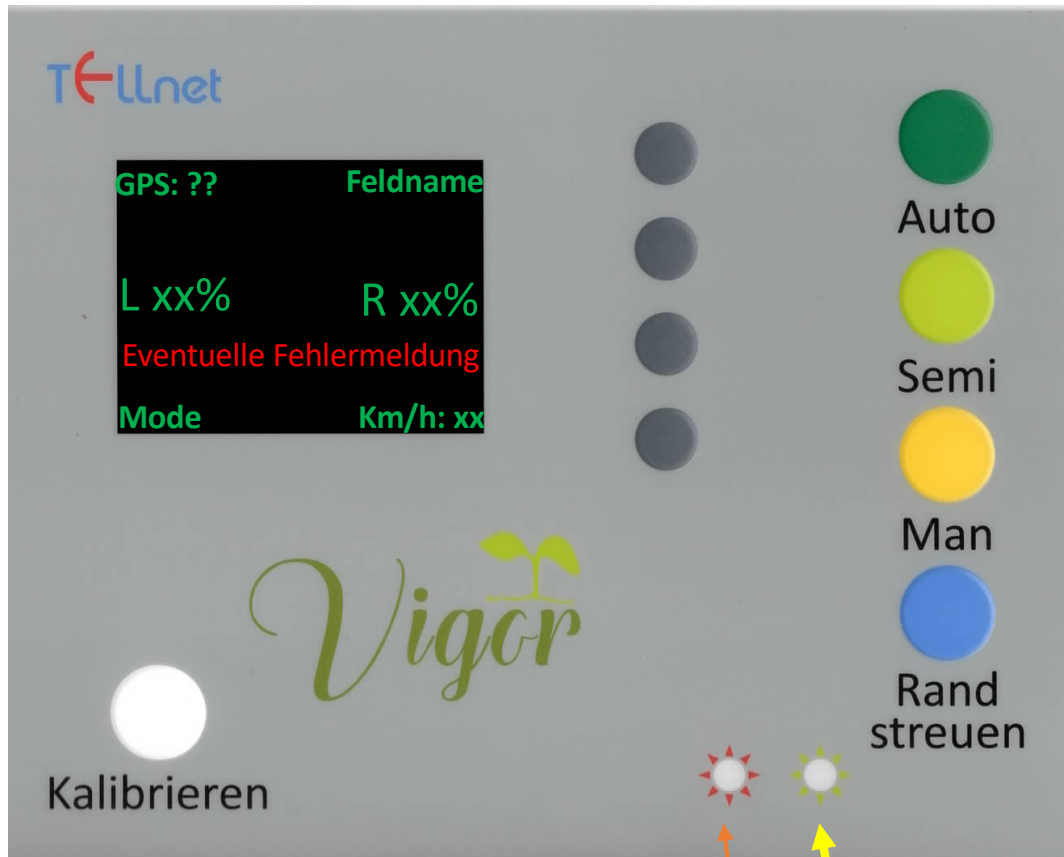 TEllnet
GPS: ??
Feldname
L xx%
R xx%
Eventuelle Fehlermeldung
Mode
Km/h: xx
Auto
Semi
Man
Rand
streuen
Vigor
Kalibrieren